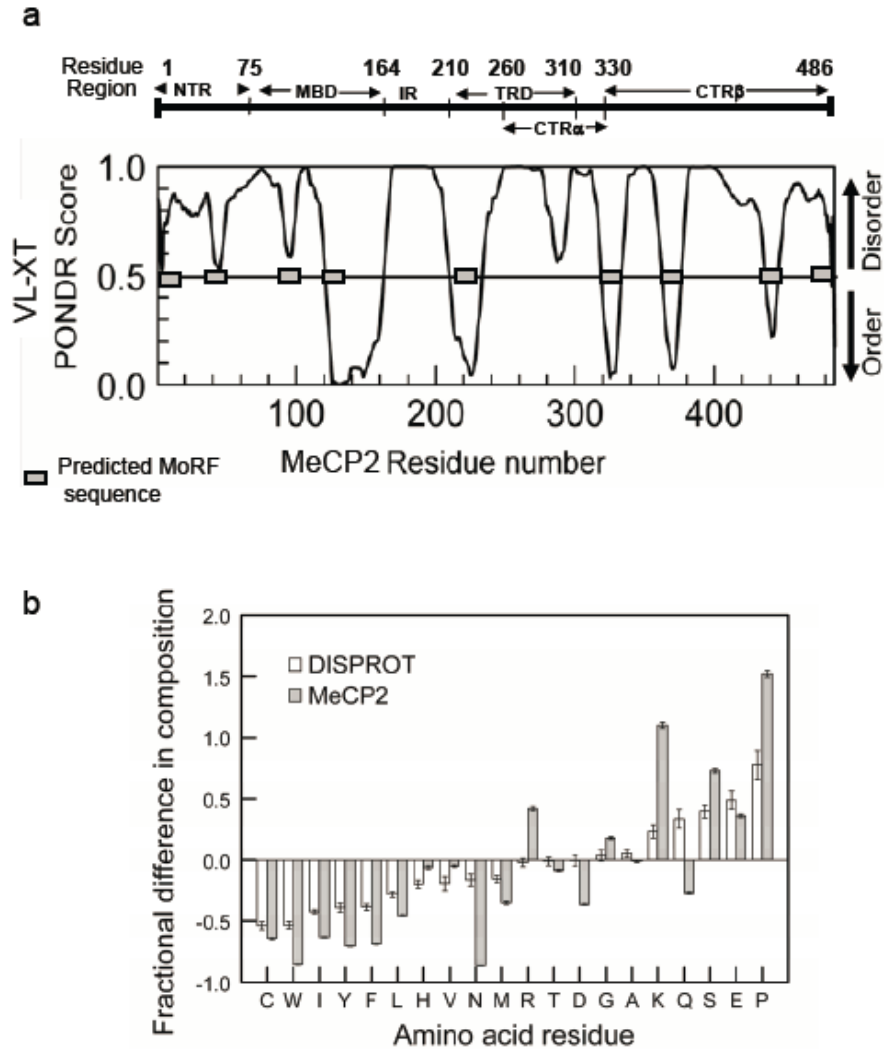 a
Residue 1 75 164 210 260 310 330 486
Region NTR MBD IR TRD CTRβ
CTRα
VL-XT
PONDR Score
1.0
0.5
0.0
Disorder
Order
100 200 300 400
MeCP2 Residue number
Predicted MoRF
sequence
b
Fractional difference in composition
2.0
1.5
1.0
0.5
0.0
-0.5
-1.0
DISPROT
MeCP2
C W I Y F L H V N M R T D G A K Q S E P
Amino acid residue